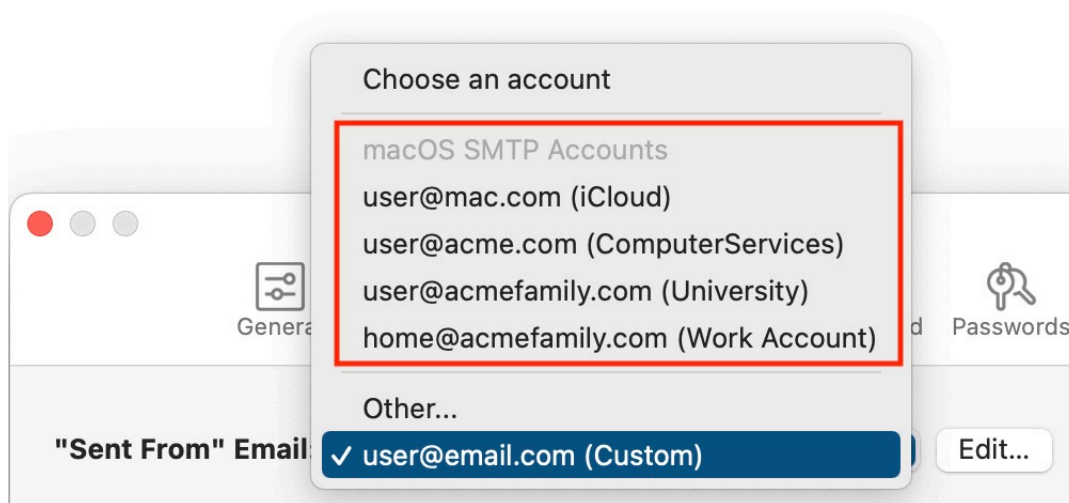 Choose an account
macOS SMTP Accounts
user@mac.com (iCloud)
user@acme.com (ComputerServices)
user@acmefamily.com (University)
home@acmefamily.com (Work Account)
Other...
✓ user@email.com (Custom)
Passwords
"Sent From" Email:
Edit...